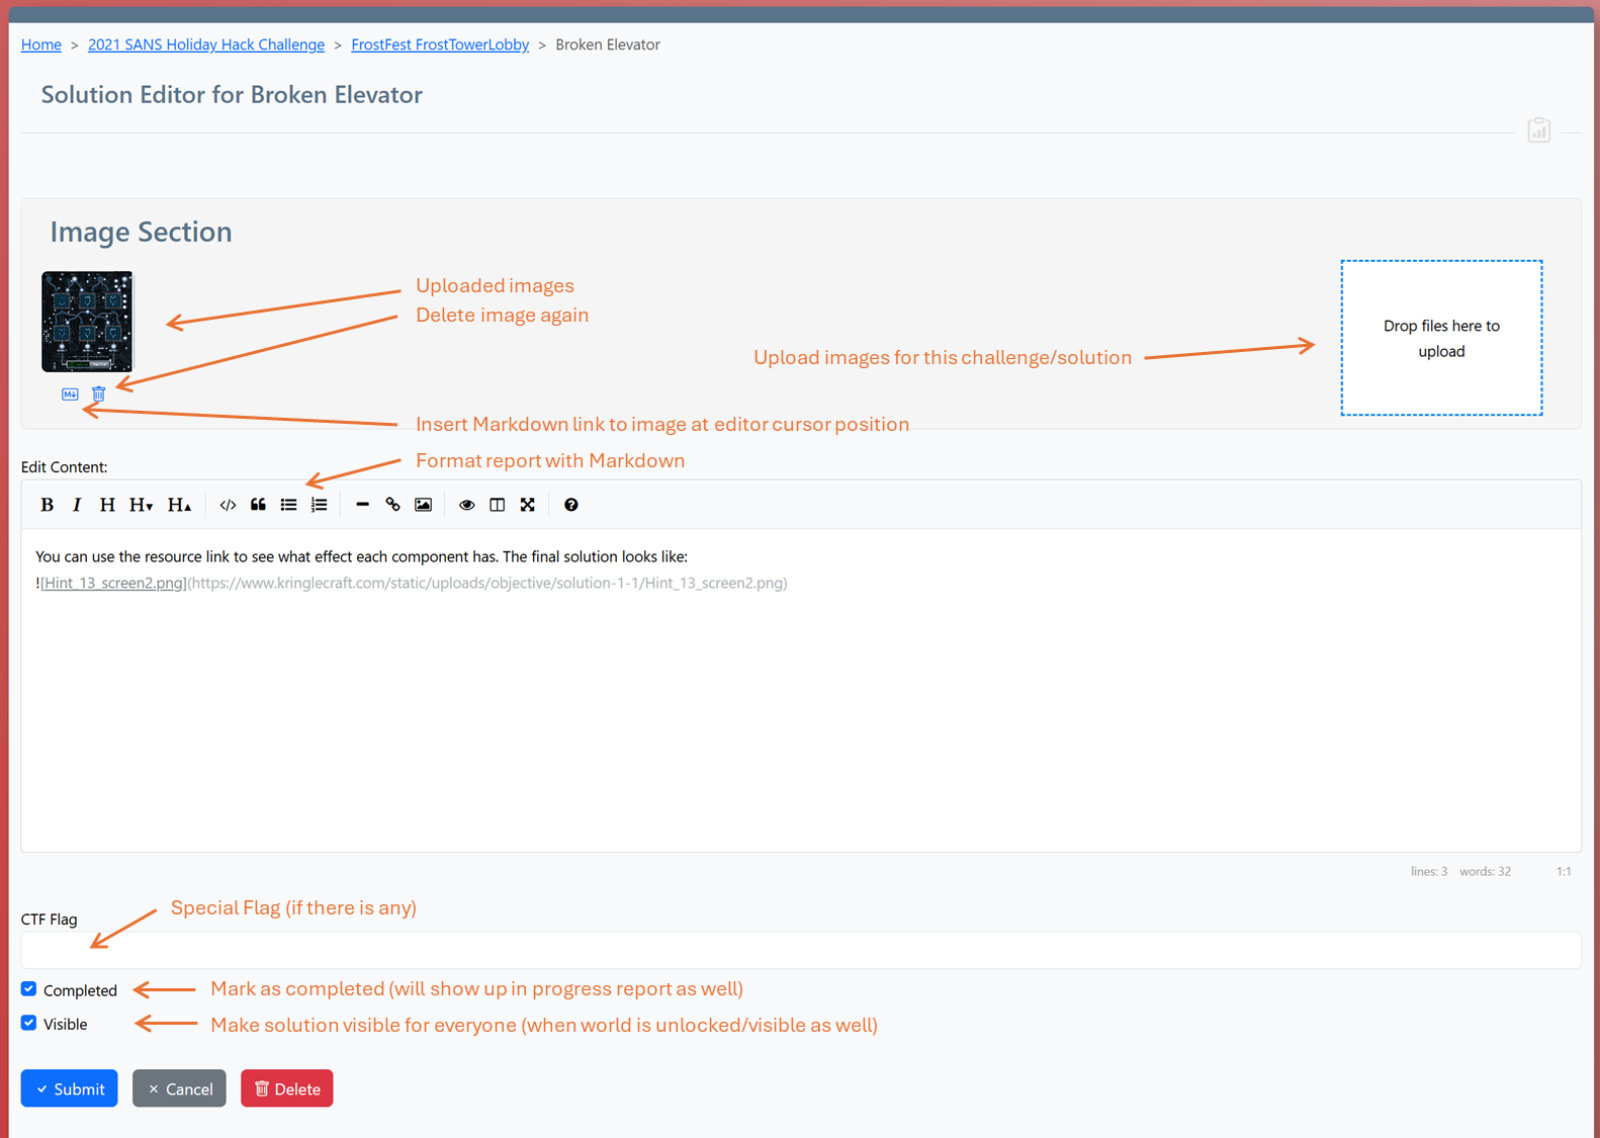 Home > 2021 SANS Holiday Hack Challenge > FrostFest FrostTowerLobby > Broken Elevator
Solution Editor for Broken Elevator
Image Section
Uploaded images
Delete image again
Upload images for this challenge/solution
Drop files here to
upload
M↓
Insert Markdown link to image at editor cursor position
Format report with Markdown
Edit Content:
B I H H▾ H▴
You can use the resource link to see what effect each component has. The final solution looks like:
![Hint_13_screen2.png](https://www.kringlecraft.com/static/uploads/objective/solution-1-1/Hint_13_screen2.png)
lines: 3 words: 32 1:1
Special Flag (if there is any)
CTF Flag
Completed
Mark as completed (will show up in progress report as well)
Visible
Make solution visible for everyone (when world is unlocked/visible as well)
Submit
Cancel
Delete